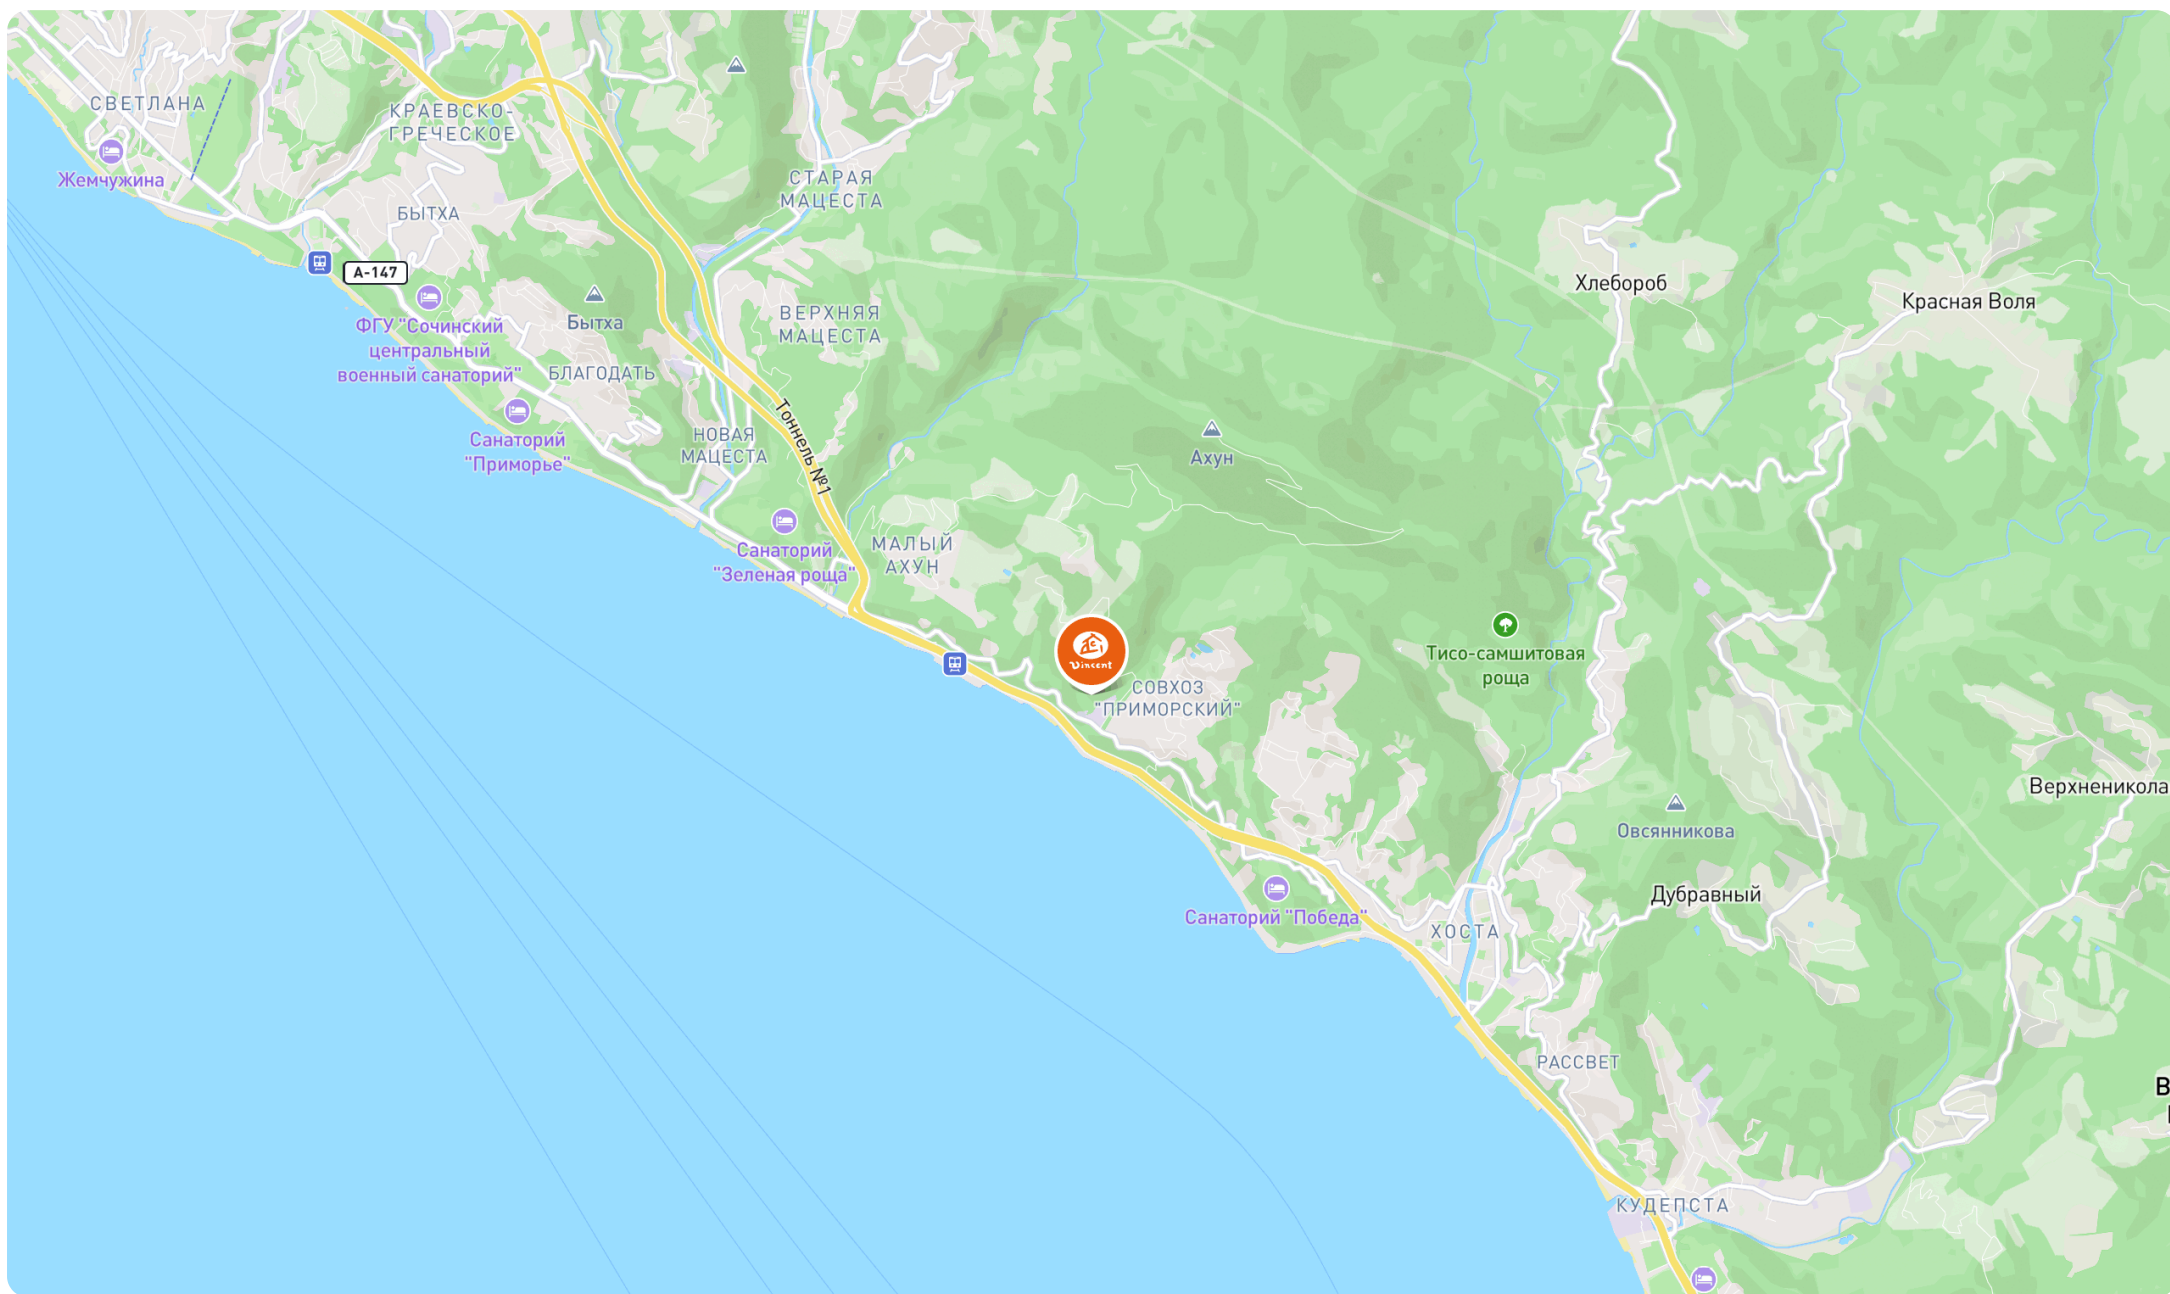 СВЕТЛАНА
КРАЕВСКО-
ГРЕЧЕСКОЕ
Жемчужина
СТАРАЯ
МАЦЕСТА
БЫТХА
A-147
Хлебороб
Красная Воля
ФГУ "Сочинский
центральный
военный санаторий"
Бытха
ВЕРХНЯЯ
МАЦЕСТА
БЛАГОДАТЬ
Санаторий
"Приморье"
НОВАЯ
МАЦЕСТА
Тоннель №1
Ахун
Санаторий
"Зеленая роща"
МАЛЫЙ
АХУН
Vincent
СОВХОЗ
"ПРИМОРСКИЙ"
Тисо-самшитовая
роща
Верхненикола
Овсянникова
Дубравный
Санаторий "Победа"
ХОСТА
РАССВЕТ
В
КУДЕПСТА